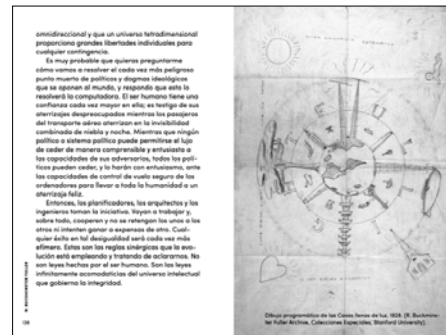 omnidireccional y que un universo tetradimensional
proporciona grandes libertades individuales para
cualquier contingencia.
Es muy probable que quieras preguntarme
cómo vamos a resolver el cada vez más peligroso
punto muerto de políticas y dogmas ideológicos
que se oponen al mundo, y respondo que esto lo
resolverá la computadora. El ser humano tiene una
confianza cada vez mayor en ella; es testigo de sus
aterrizajes despreocupados mientras los pasajeros
del transporte aéreo aterrizan en la invisibilidad
combinada de niebla y noche. Mientras que ningún
político o sistema político puede permitirse el lujo
de ceder de manera comprensible y entusiasta a
las capacidades de sus adversarios, todos los polí-
ticos pueden ceder, y lo harán con entusiasmo, ante
las capacidades de control de vuelo seguro de los
ordenadores para llevar a toda la humanidad a un
aterrizaje feliz.
Entonces, los planificadores, los arquitectos y los
ingenieros toman la iniciativa. Vayan a trabajar y,
sobre todo, cooperen y no se retengan los unos a los
otros ni intenten ganar a expensas de otro. Cual-
quier éxito en tal desigualdad será cada vez más
efímero. Estas son las reglas sinérgicas que la evo-
lución está empleando y tratando de aclararnos. No
son leyes hechas por el ser humano. Son las leyes
infinitamente acomodaticias del universo intelectual
que gobierna la integridad.
R. BUCKMINSTER FULLER
138
Dibujo programático de las Casas llenas de luz, 1928. (R. Buckmins-
ter Fuller Archive, Colecciones Especiales, Stanford University).